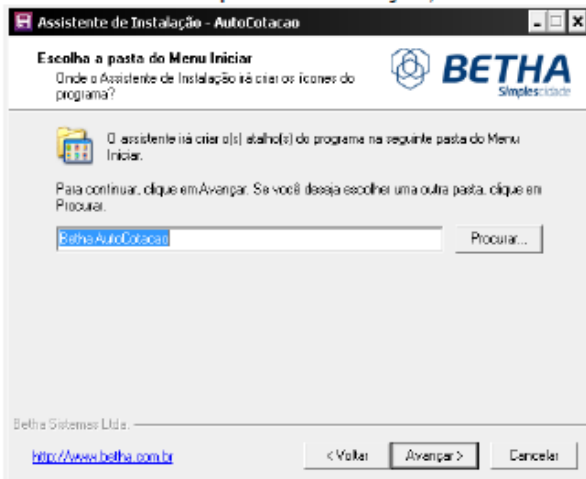 Assistente de Instalação - AutoCotacao
Escolha a pasta do Menu Iniciar
Onde o Assistente de Instalação irá criar os ícones do
programa?
BETHA
Simplescidade
O assistente irá criar o(s) atalho(s) do programa na seguinte pasta do Menu
Iniciar.
Para continuar, clique em Avançar. Se você deseja escolher uma outra pasta, clique em
Procurar.
Betha AutoCotacao
Procurar...
Betha Sistemas Ltda.
http://www.betha.com.br
< Voltar
Avançar >
Cancelar